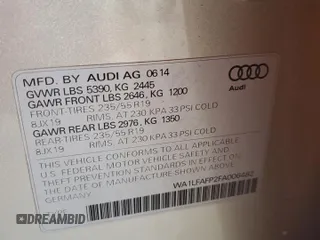 MFD. BY AUDI AG 06 14
GVWR LBS 5390, KG 2445
GAWR FRONT LBS 2646, KG 1200
FRONT-TIRES 235/55 R19
8JX19 RIMS, AT 230 KPA 33 PSI COLD
GAWR REAR LBS 2976, KG 1350
REAR-TIRES 235/55 R19
8JX19 RIMS, AT 230 KPA 33 PSI COLD
THIS VEHICLE CONFORMS TO ALL APPLICABLE
U.S. FEDERAL MOTOR VEHICLE SAFETY AND
THEFT PREVENTION STANDARDS IN EFFECT ON
THE DATE OF MANUFACTURE SHOWN ABOVE
GERMANY
Audi
DREAMBID